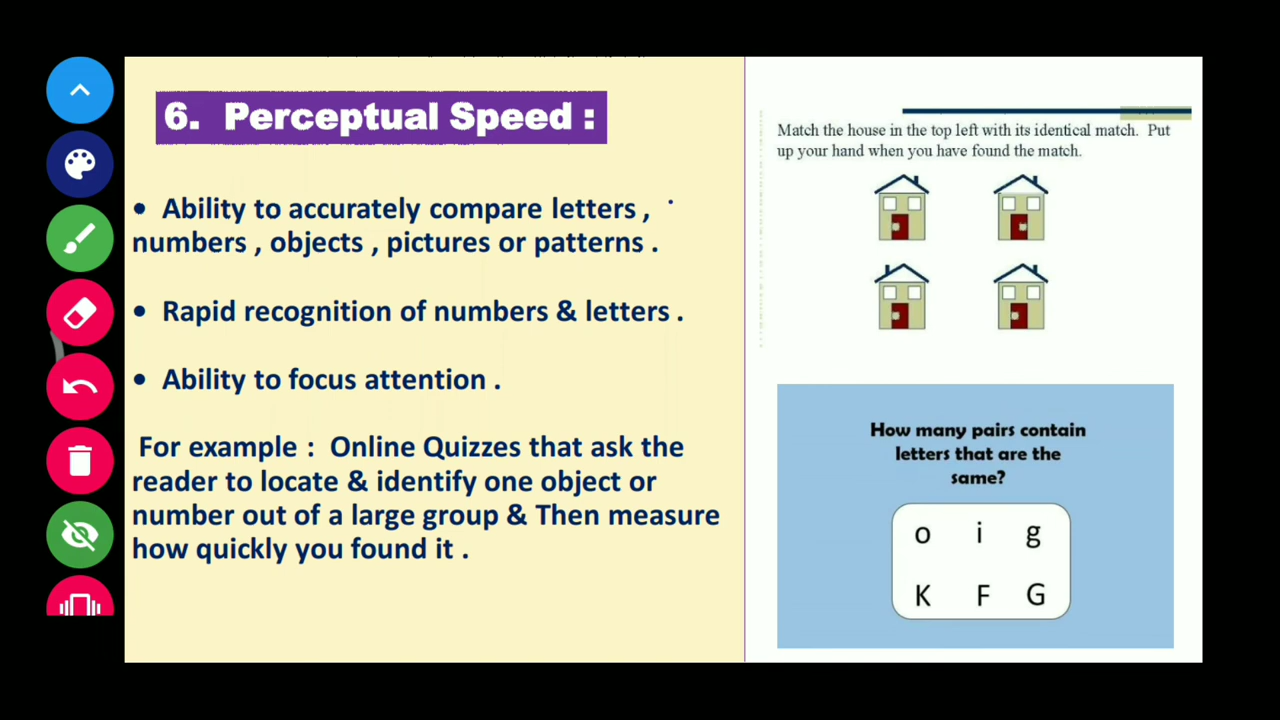 6. Perceptual Speed :
• Ability to accurately compare letters ,
numbers , objects , pictures or patterns .
• Rapid recognition of numbers & letters .
• Ability to focus attention .
For example : Online Quizzes that ask the
reader to locate & identify one object or
number out of a large group & Then measure
how quickly you found it .
Match the house in the top left with its identical match. Put
up your hand when you have found the match.
How many pairs contain
letters that are the
same?
o i g
K F G